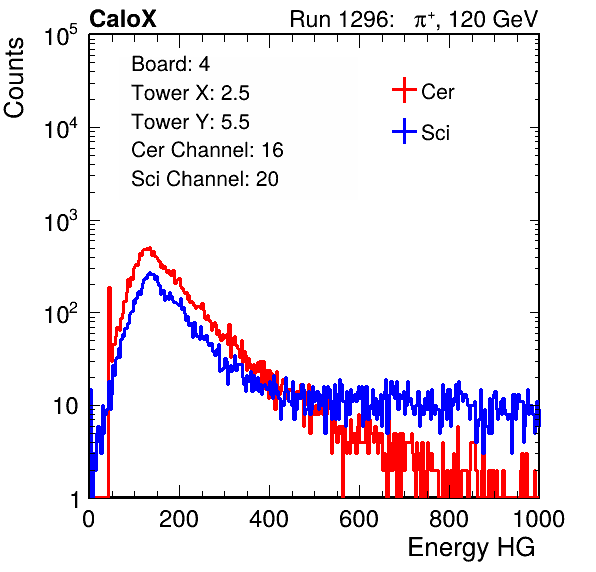 CaloX Run 1296: π⁺, 120 GeV
Counts
10⁵
10⁴
10³
10²
10
1
Board: 4
Tower X: 2.5
Tower Y: 5.5
Cer Channel: 16
Sci Channel: 20
Cer
Sci
0 200 400 600 800 1000
Energy HG